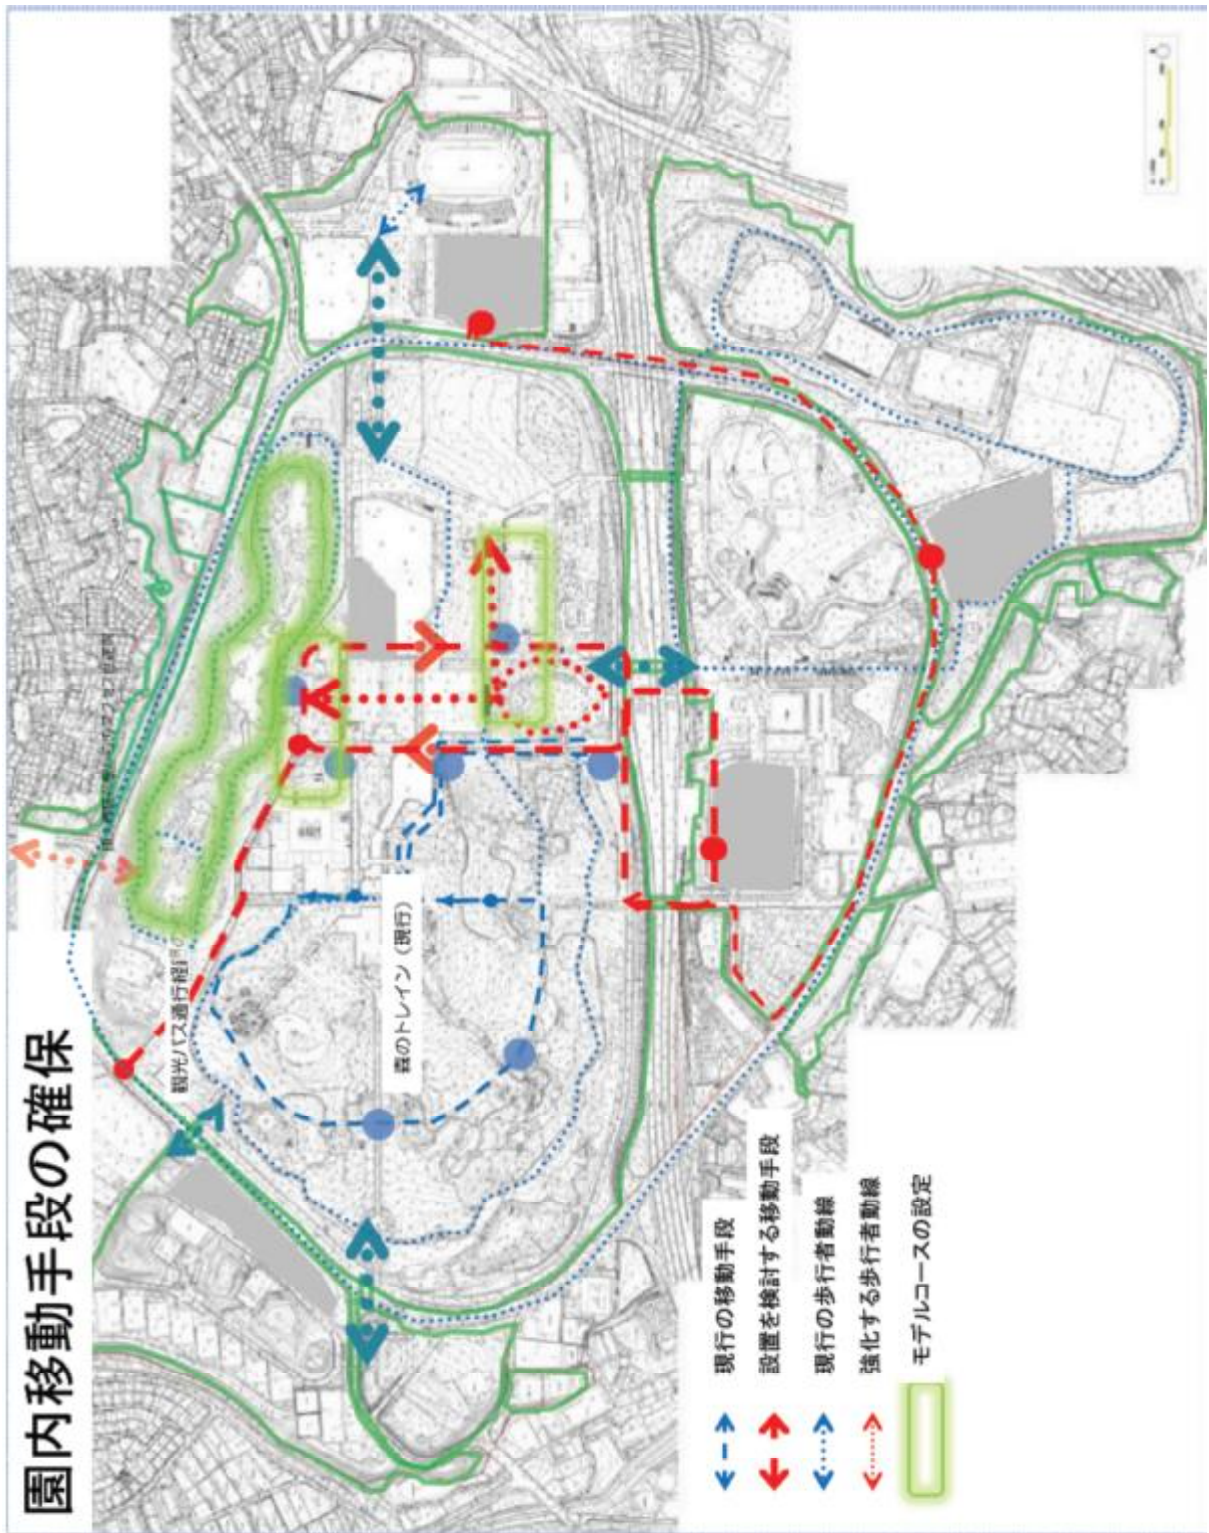 園内移動手段の確保
観光バス通行経
森のトレイン（現行）
現行の移動手段
設置を検討する移動手段
現行の歩行者動線
強化する歩行者動線
モデルコースの設定